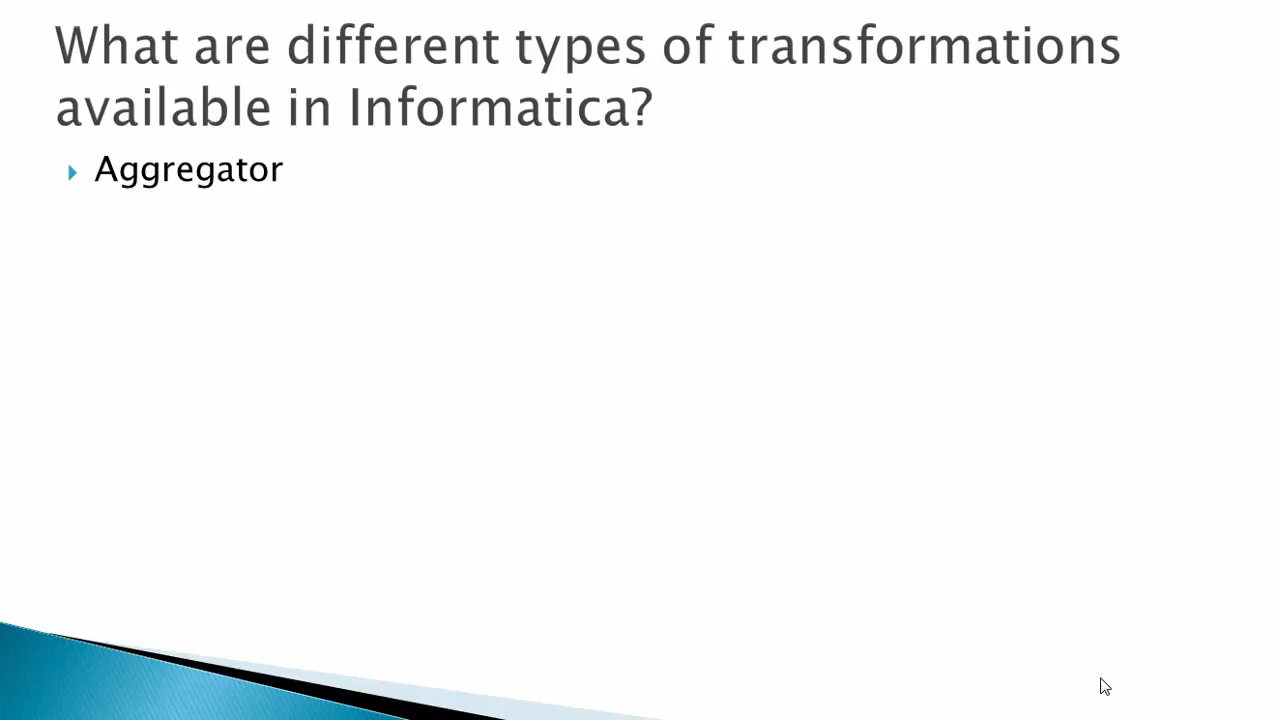 What are different types of transformations
available in Informatica?
Aggregator